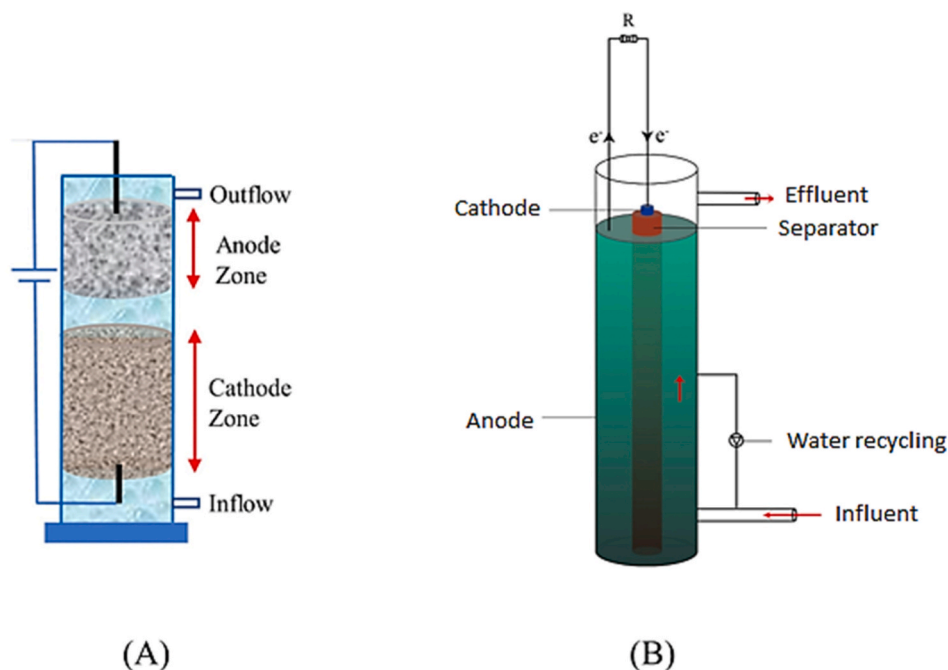 Outflow
Anode
Zone
Cathode
Zone
Inflow
(A)
R
e-
e-
Cathode
Effluent
Separator
Anode
Water recycling
Influent
(B)